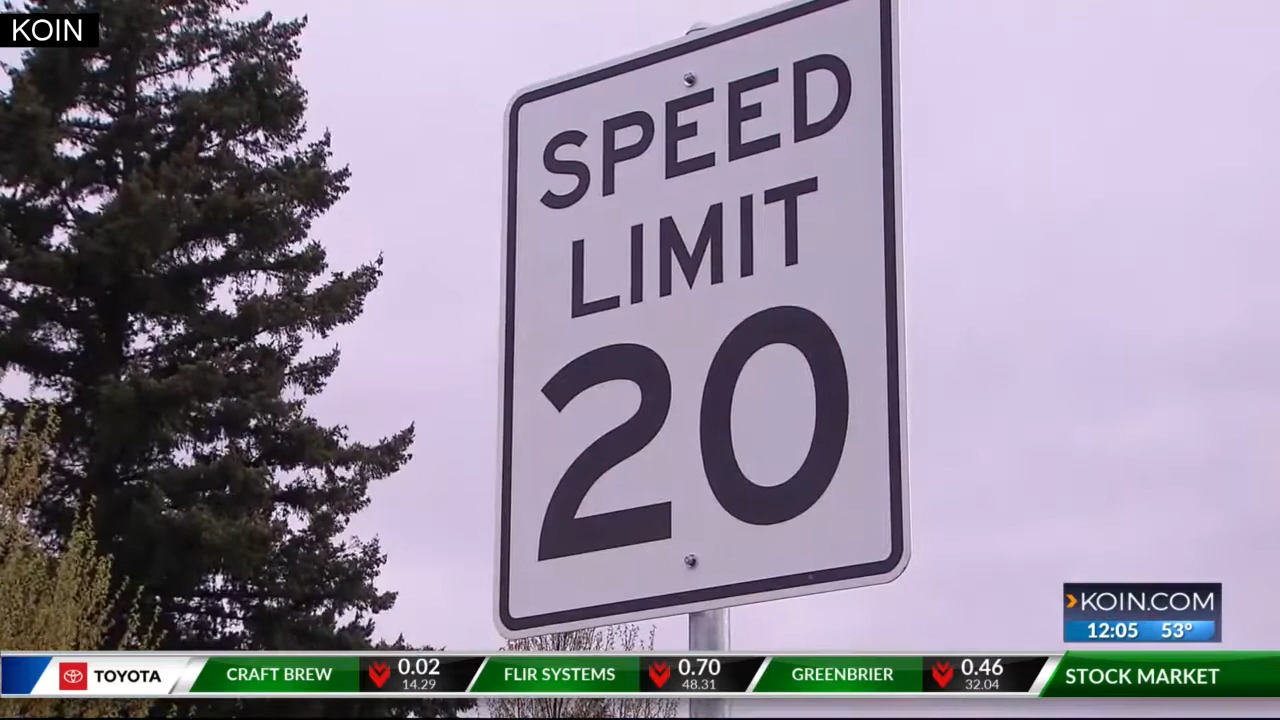 KOIN
SPEED
LIMIT
20
KOIN.COM
12:05 53°
TOYOTA
CRAFT BREW
0.02
14.29
FLIR SYSTEMS
0.70
48.31
GREENBRIER
0.46
32.04
STOCK MARKET